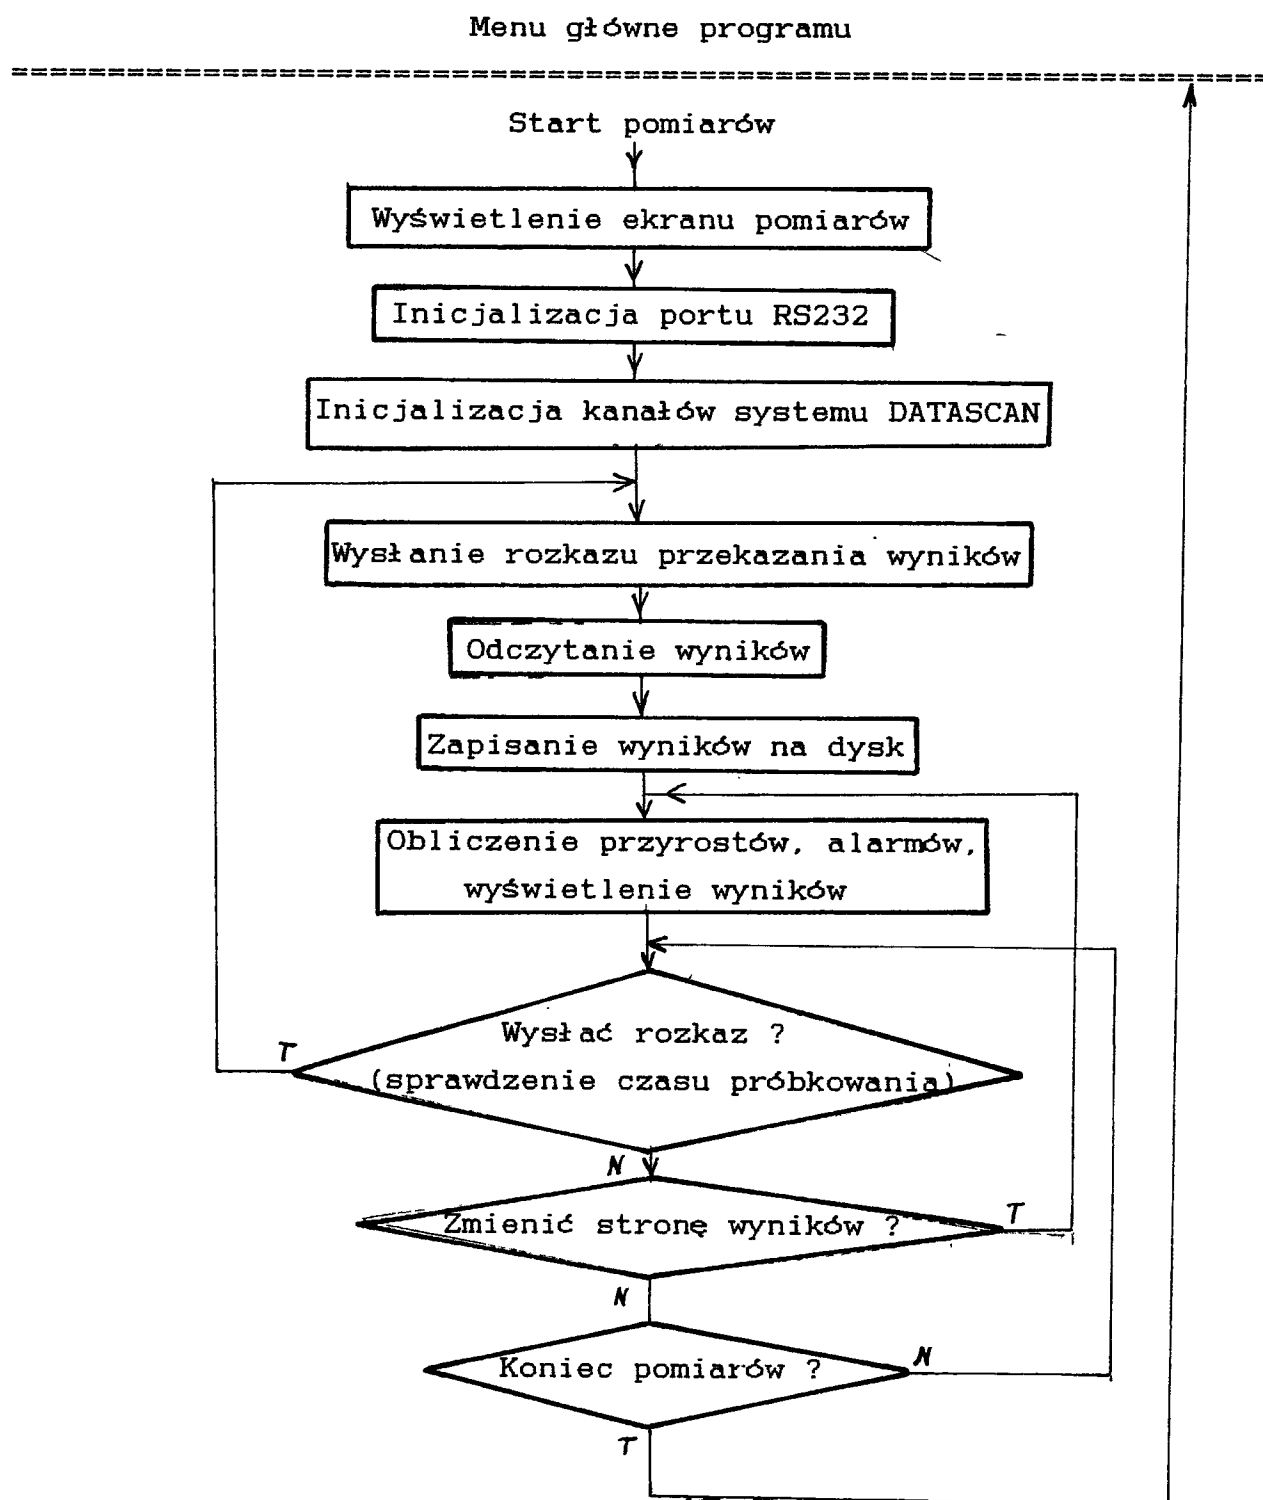 Menu główne programu
==================================================================
Start pomiarów
Wyświetlenie ekranu pomiarów
Inicjalizacja portu RS232
Inicjalizacja kanałów systemu DATASCAN
Wysłanie rozkazu przekazania wyników
Odczytanie wyników
Zapisanie wyników na dysk
Obliczenie przyrostów, alarmów,
wyświetlenie wyników
Wysłać rozkaz ?
T
(sprawdzenie czasu próbkowania)
N
Zmienić stronę wyników ?
T
N
Koniec pomiarów ?
N
T